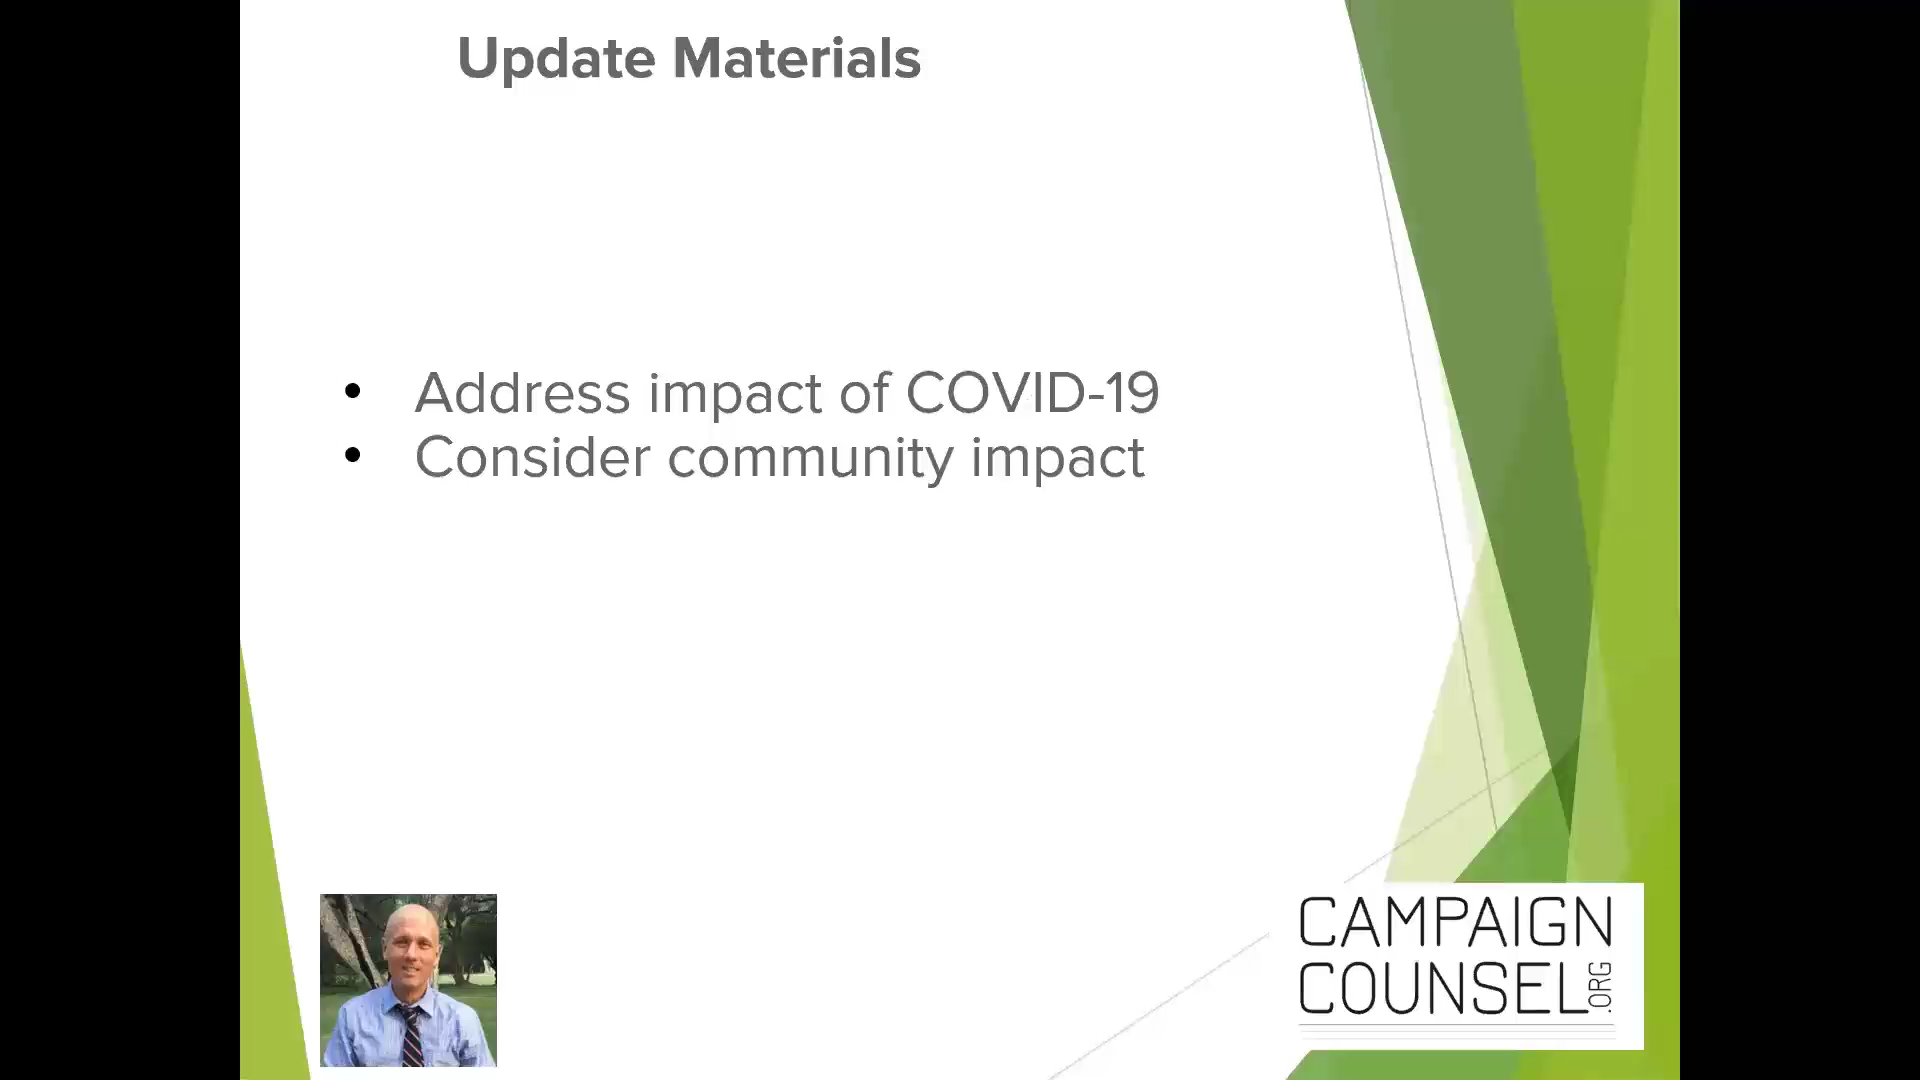 Update Materials
• Address impact of COVID-19
• Consider community impact
CAMPAIGN
COUNSEL.ORG